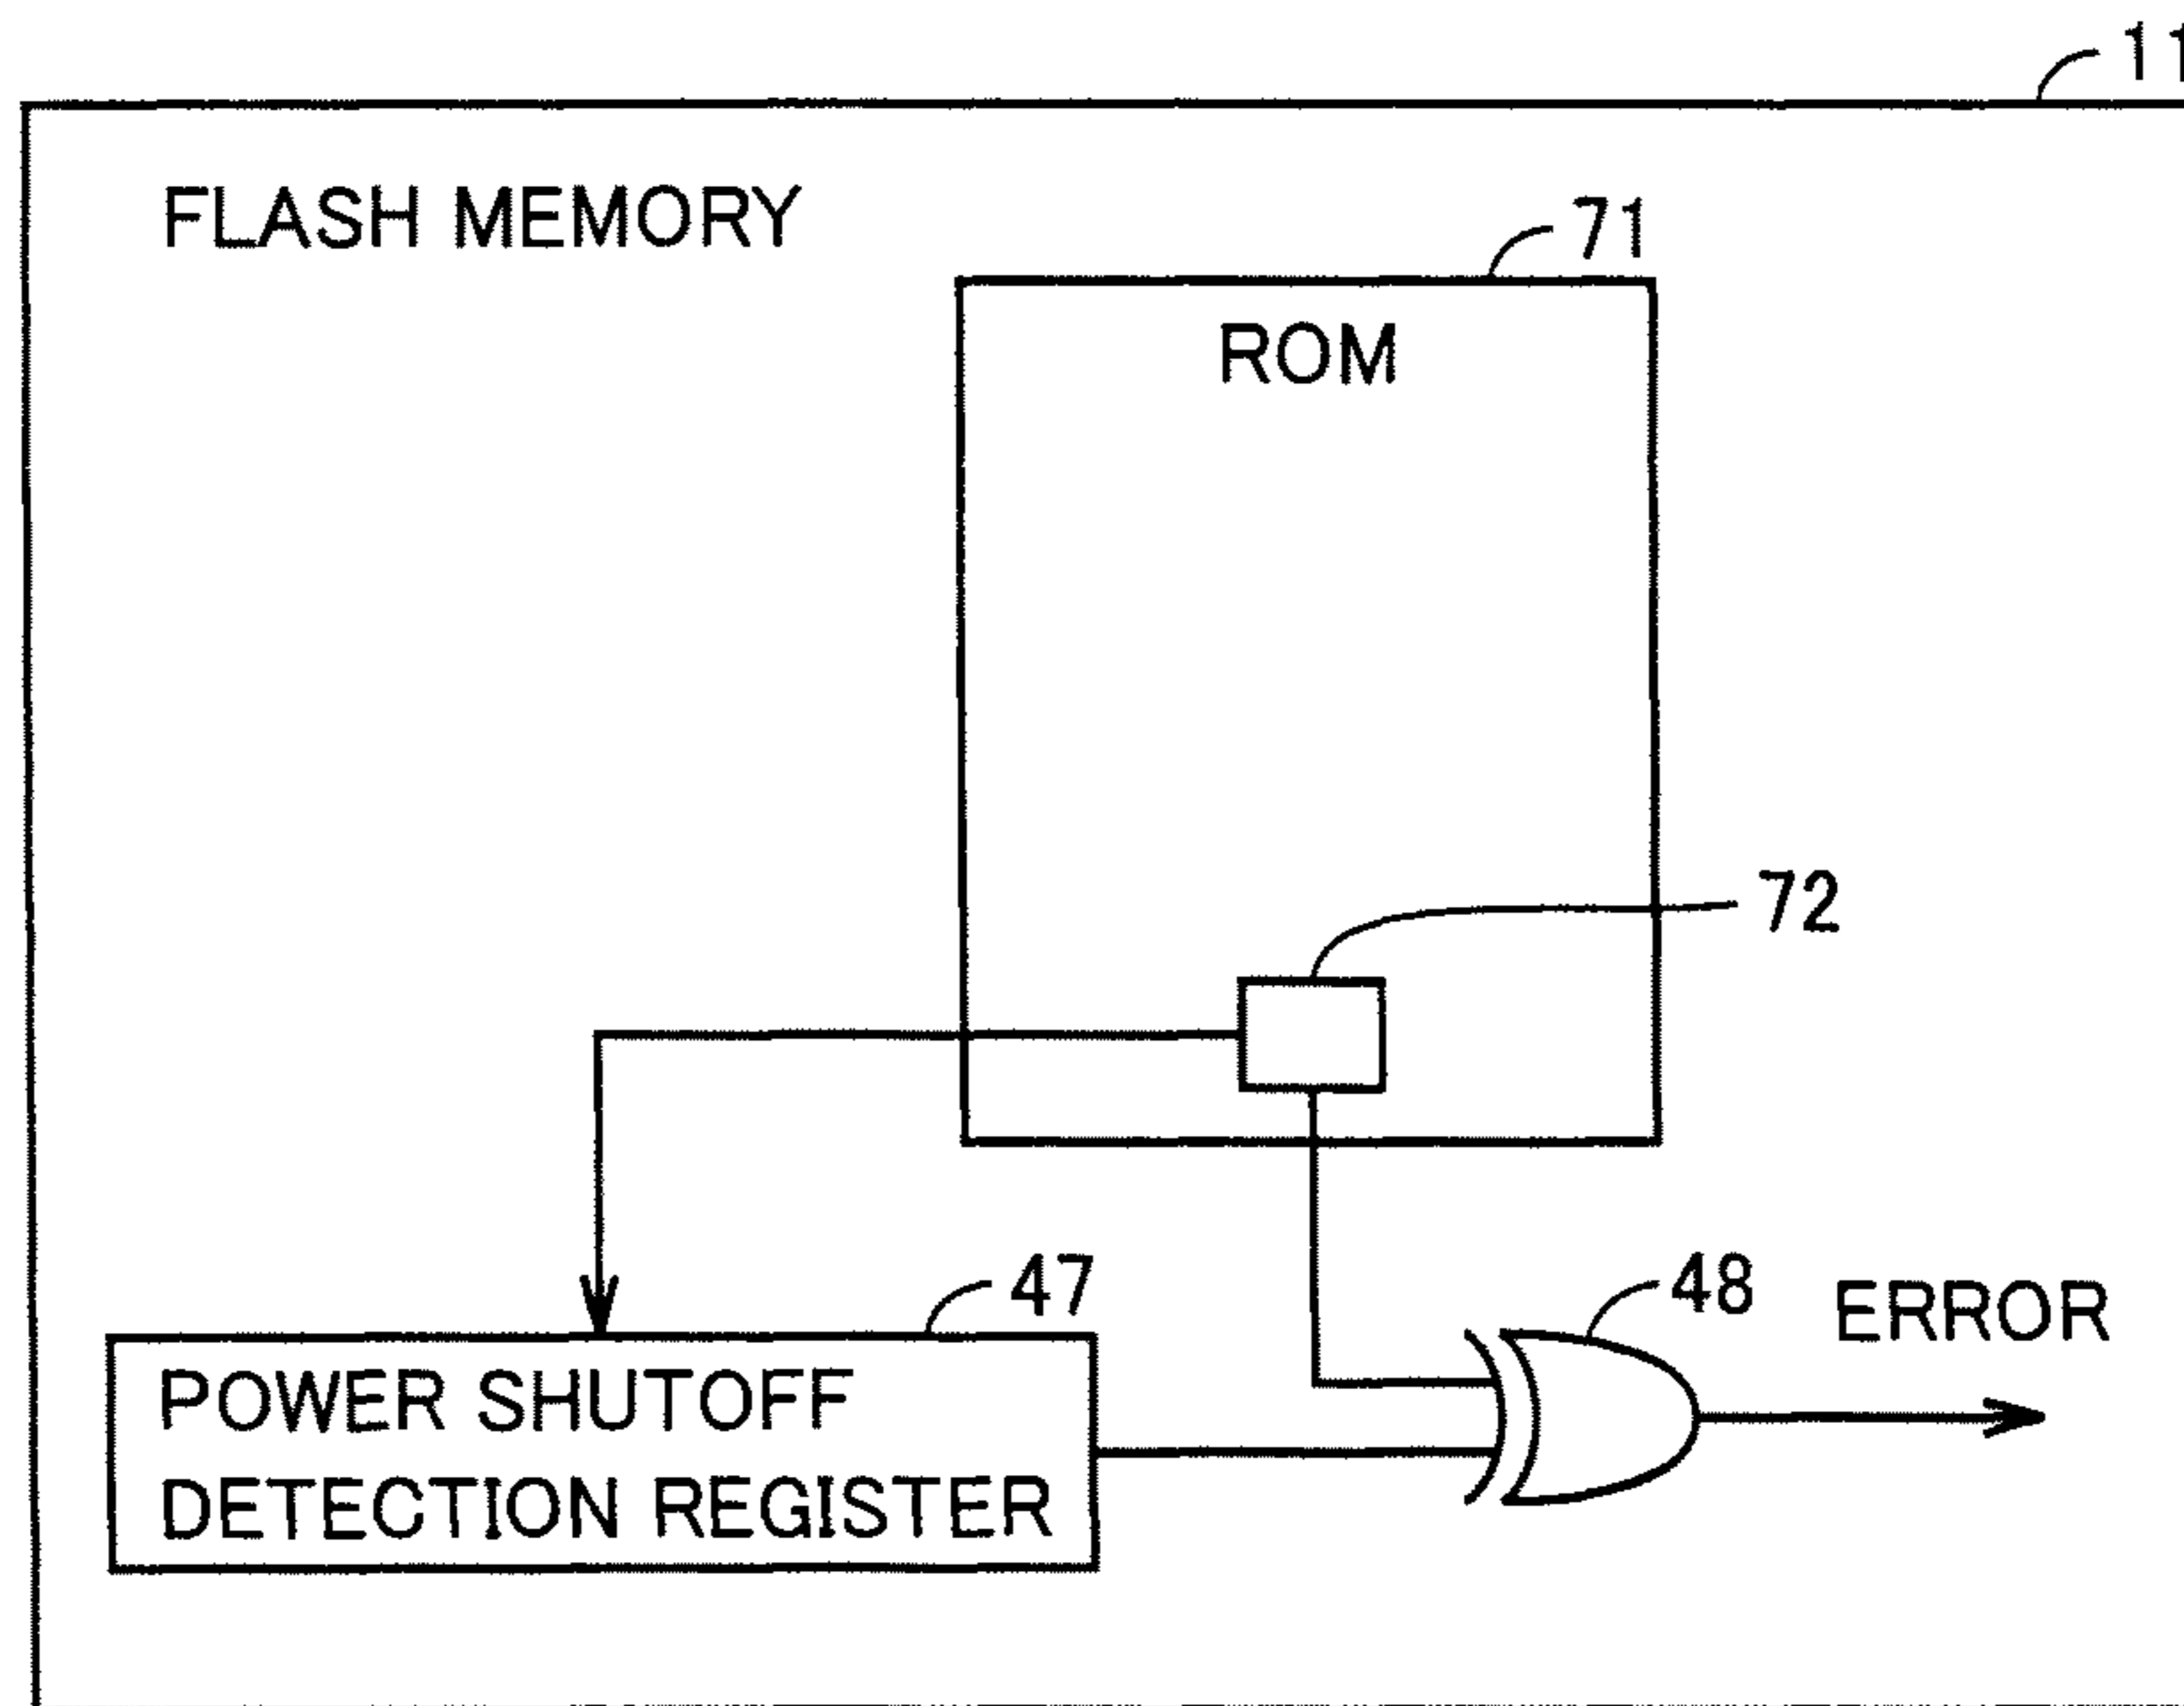 11
FLASH MEMORY
71
ROM
72
47
48
ERROR
POWER SHUTOFF
DETECTION REGISTER